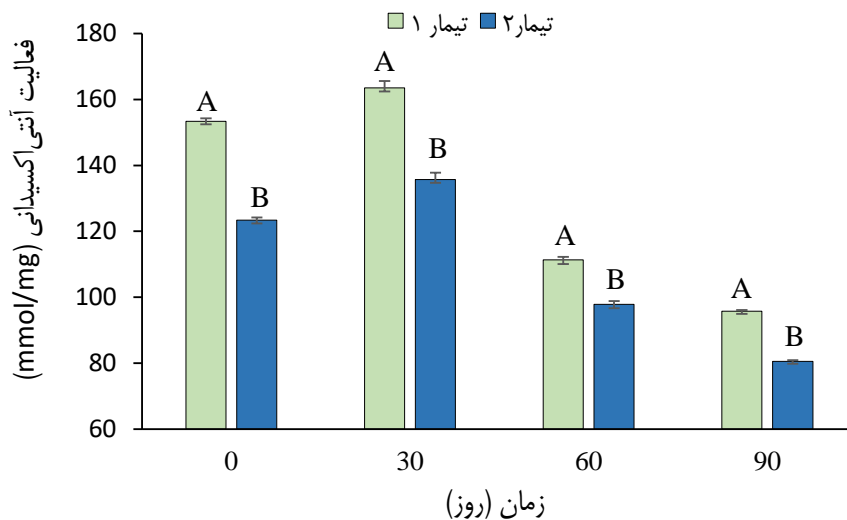 تیمار ۱ تیمار۲
فعالیت آنتی‌اکسیدانی (mmol/mg)
180
160
140
120
100
80
60
A
B
A
B
A
B
A
B
0 30 60 90
زمان (روز)